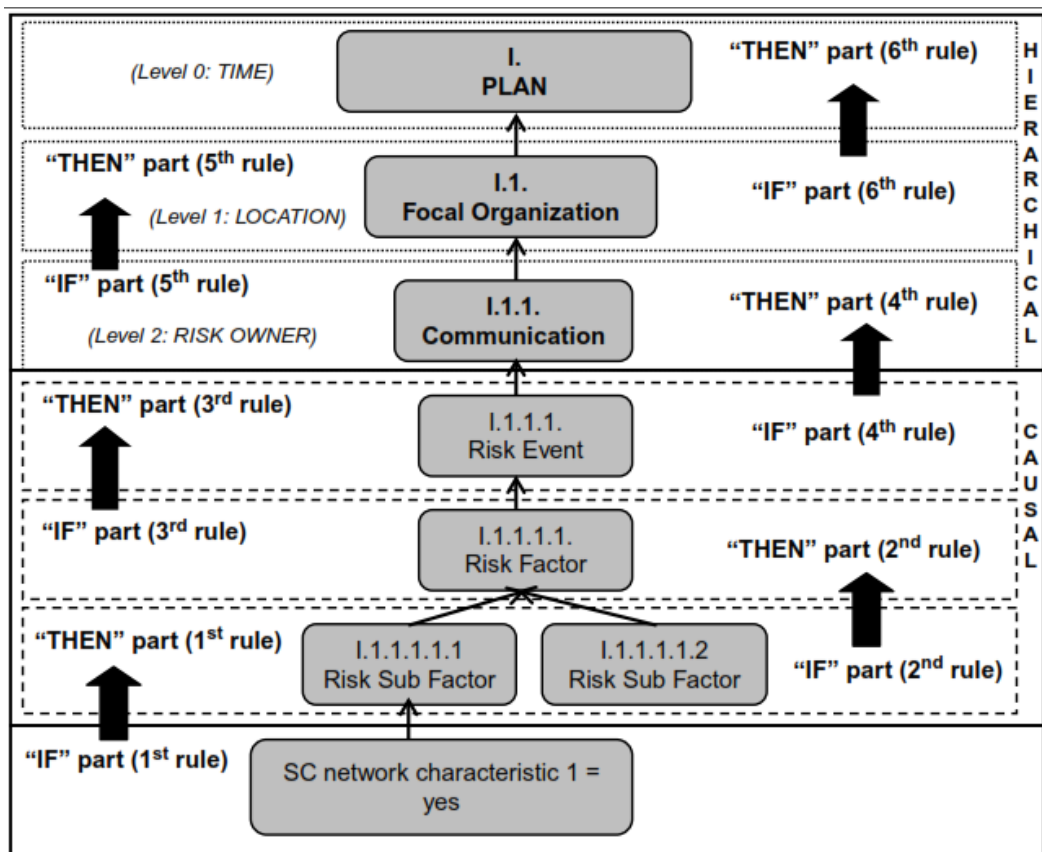 (Level 0: TIME)
I.
PLAN
“THEN” part (6th rule)
“THEN” part (5th rule)
(Level 1: LOCATION)
I.1.
Focal Organization
“IF” part (6th rule)
“IF” part (5th rule)
(Level 2: RISK OWNER)
I.1.1.
Communication
“THEN” part (4th rule)
HIERARCHICAL
“THEN” part (3rd rule)
I.1.1.1.
Risk Event
“IF” part (4th rule)
“IF” part (3rd rule)
I.1.1.1.1.
Risk Factor
“THEN” part (2nd rule)
“THEN” part (1st rule)
I.1.1.1.1.1
Risk Sub Factor
I.1.1.1.1.2
Risk Sub Factor
“IF” part (2nd rule)
CAUSAL
“IF” part (1st rule)
SC network characteristic 1 =
yes